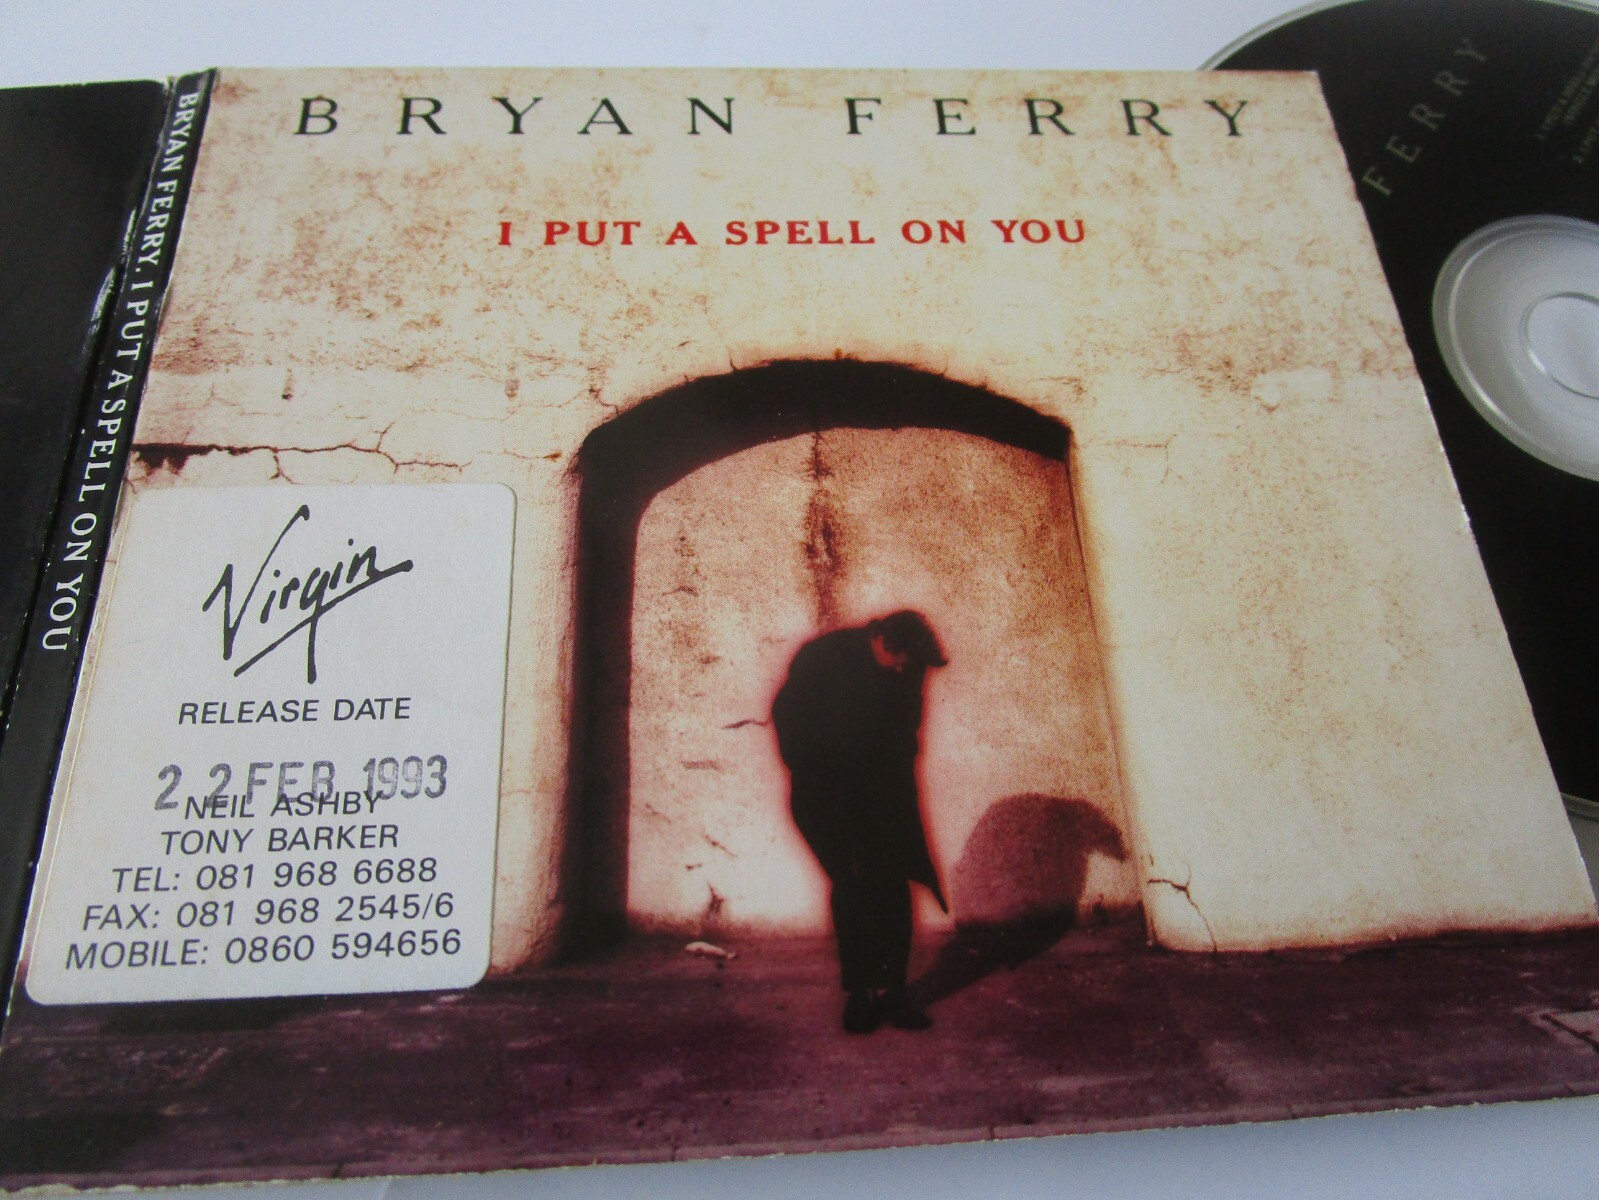 BRYAN FERRY
I PUT A SPELL ON YOU
BRYAN FERRY. I PUT A SPELL ON YOU
Virgin
RELEASE DATE
22 FEB 1993
NEIL ASHBY
TONY BARKER
TEL: 081 968 6688
FAX: 081 968 2545/6
MOBILE: 0860 594656
FERRY